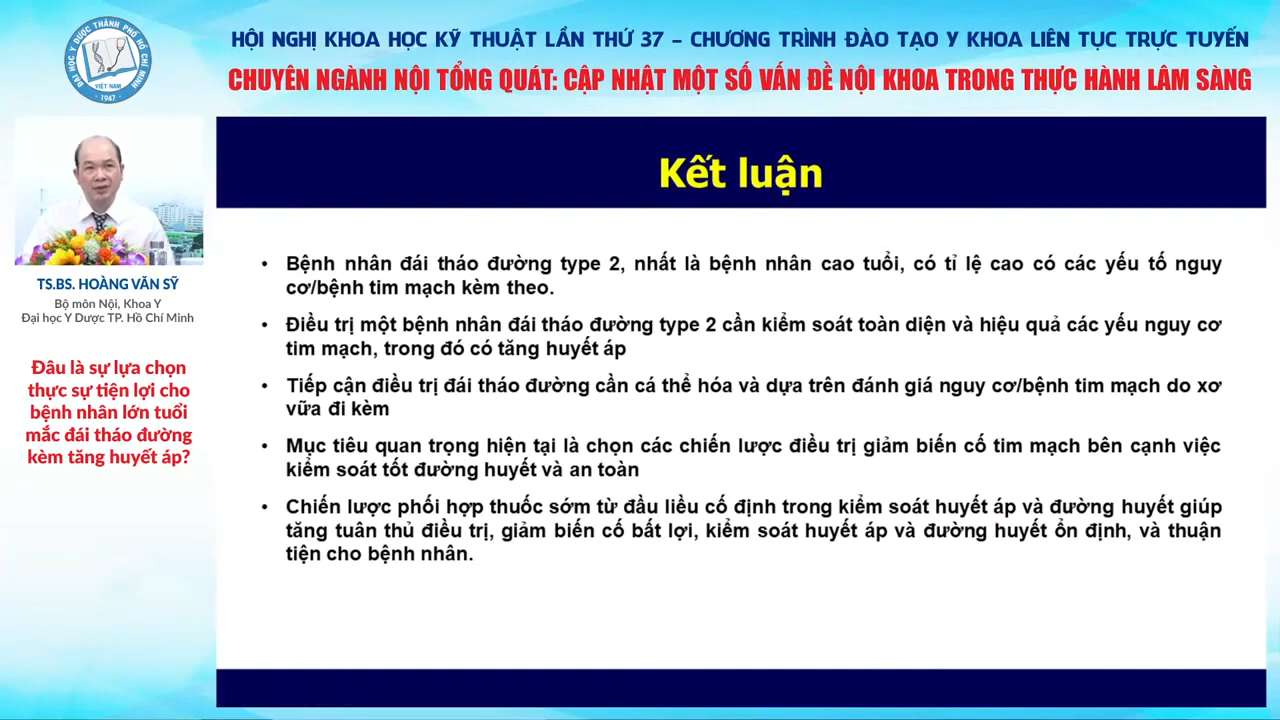 ĐẠI HỌC Y DƯỢC THÀNH PHỐ HỒ CHÍ MINH
VIỆT NAM
1947
HỘI NGHỊ KHOA HỌC KỸ THUẬT LẦN THỨ 37 – CHƯƠNG TRÌNH ĐÀO TẠO Y KHOA LIÊN TỤC TRỰC TUYẾN
CHUYÊN NGÀNH NỘI TỔNG QUÁT: CẬP NHẬT MỘT SỐ VẤN ĐỀ NỘI KHOA TRONG THỰC HÀNH LÂM SÀNG
TS.BS. HOÀNG VĂN SỸ
Bộ môn Nội, Khoa Y
Đại học Y Dược TP. Hồ Chí Minh
Đâu là sự lựa chọn
thực sự tiện lợi cho
bệnh nhân lớn tuổi
mắc đái tháo đường
kèm tăng huyết áp?
Kết luận
• Bệnh nhân đái tháo đường type 2, nhất là bệnh nhân cao tuổi, có tỉ lệ cao có các yếu tố nguy
cơ/bệnh tim mạch kèm theo.
• Điều trị một bệnh nhân đái tháo đường type 2 cần kiểm soát toàn diện và hiệu quả các yếu nguy cơ
tim mạch, trong đó có tăng huyết áp
• Tiếp cận điều trị đái tháo đường cần cá thể hóa và dựa trên đánh giá nguy cơ/bệnh tim mạch do xơ
vữa đi kèm
• Mục tiêu quan trọng hiện tại là chọn các chiến lược điều trị giảm biến cố tim mạch bên cạnh việc
kiểm soát tốt đường huyết và an toàn
• Chiến lược phối hợp thuốc sớm từ đầu liều cố định trong kiểm soát huyết áp và đường huyết giúp
tăng tuân thủ điều trị, giảm biến cố bất lợi, kiểm soát huyết áp và đường huyết ổn định, và thuận
tiện cho bệnh nhân.